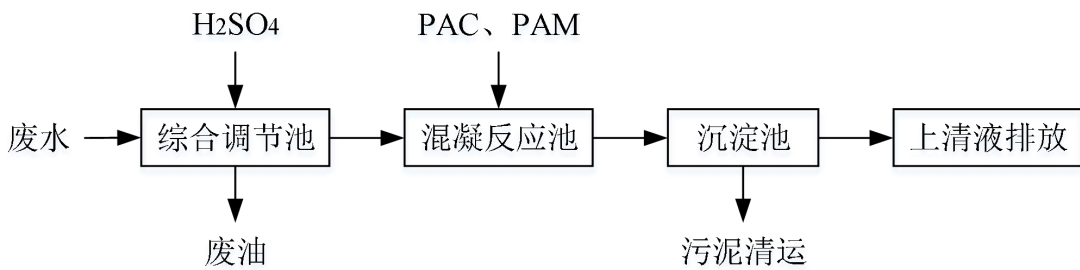 H2SO4
PAC、PAM
废水
综合调节池
混凝反应池
沉淀池
上清液排放
废油
污泥清运